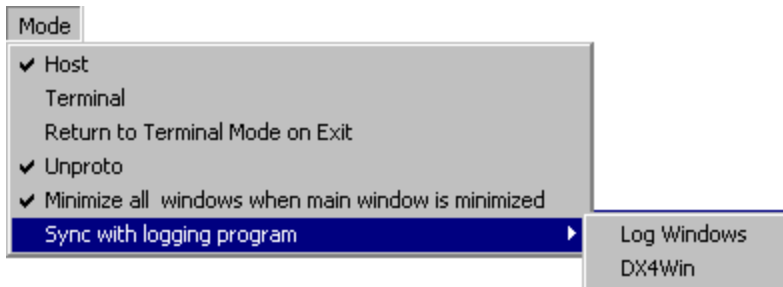 Mode
Host
Terminal
Return to Terminal Mode on Exit
Unproto
Minimize all windows when main window is minimized
Sync with logging program
Log Windows
DX4Win